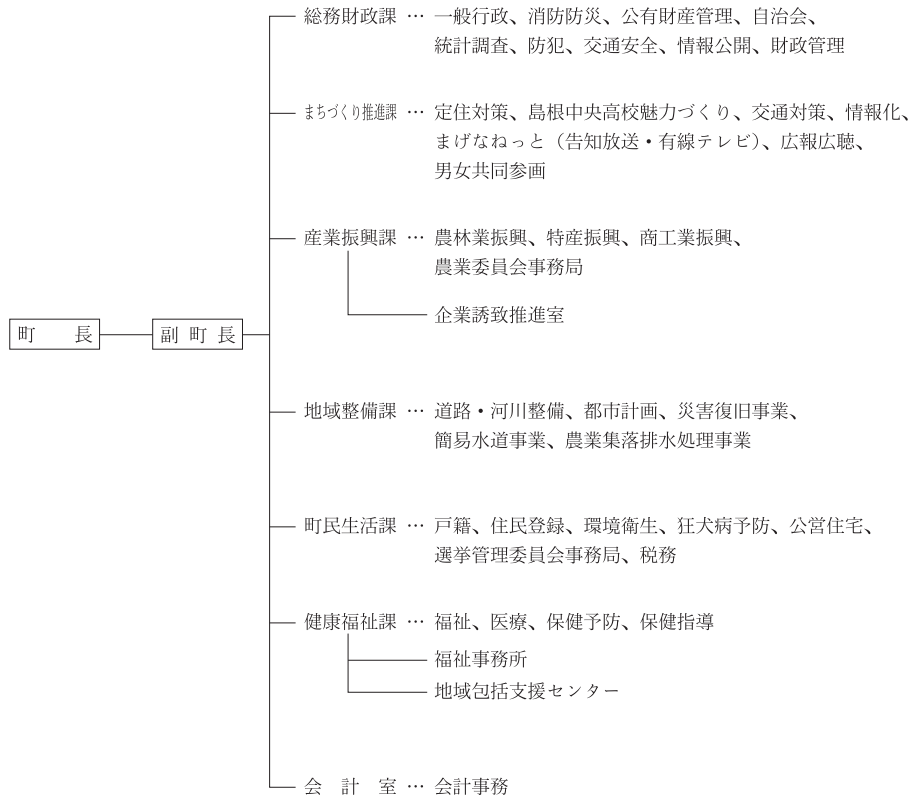 総務財政課 … 一般行政、消防防災、公有財産管理、自治会、
統計調査、防犯、交通安全、情報公開、財政管理
まちづくり推進課 … 定住対策、島根中央高校魅力づくり、交通対策、情報化、
まげなねっと（告知放送・有線テレビ）、広報広聴、
男女共同参画
産業振興課 … 農林業振興、特産振興、商工業振興、
農業委員会事務局
企業誘致推進室
町　長
副 町 長
地域整備課 … 道路・河川整備、都市計画、災害復旧事業、
簡易水道事業、農業集落排水処理事業
町民生活課 … 戸籍、住民登録、環境衛生、狂犬病予防、公営住宅、
選挙管理委員会事務局、税務
健康福祉課 … 福祉、医療、保健予防、保健指導
福祉事務所
地域包括支援センター
会　計　室 … 会計事務